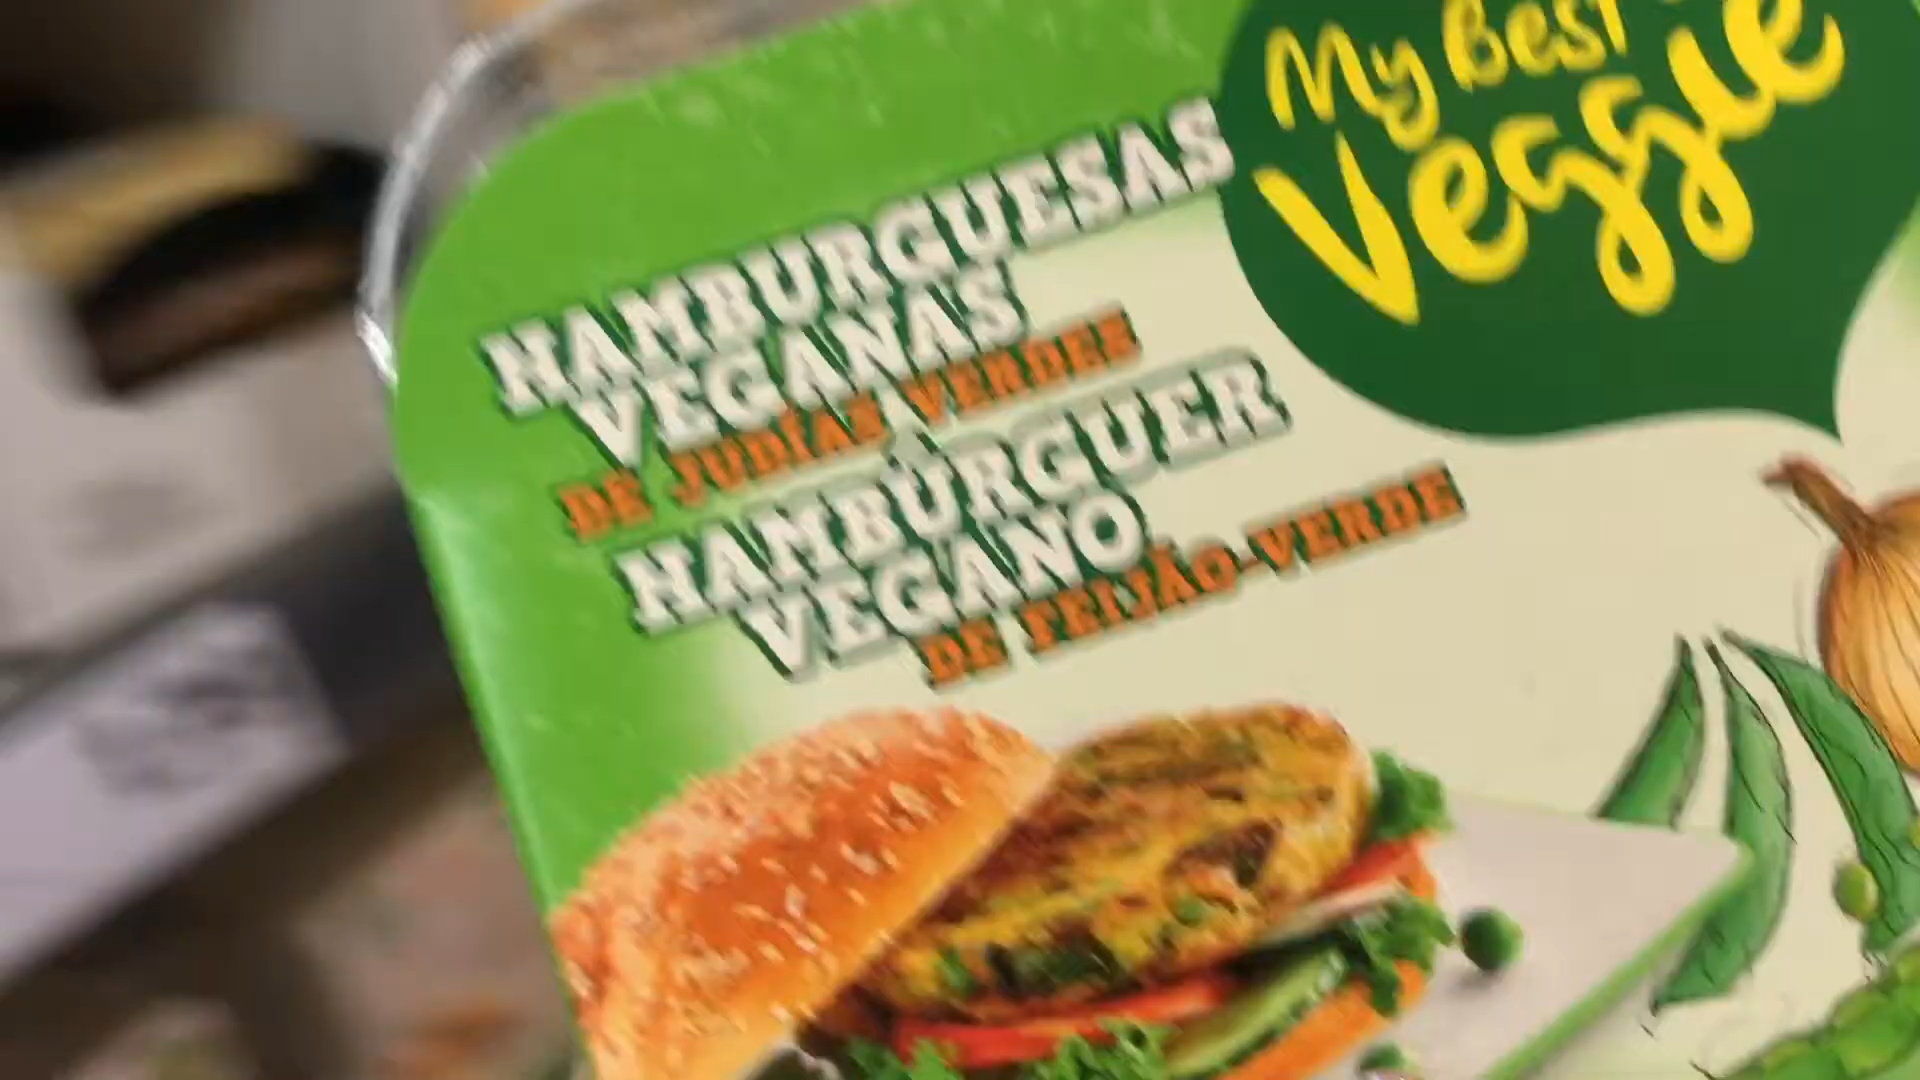 My Best
Veggie
HAMBURGUESAS
VEGANAS
DE JUDÍAS VERDES
HAMBÚRGUER
VEGANO
DE FEIJÃO-VERDE